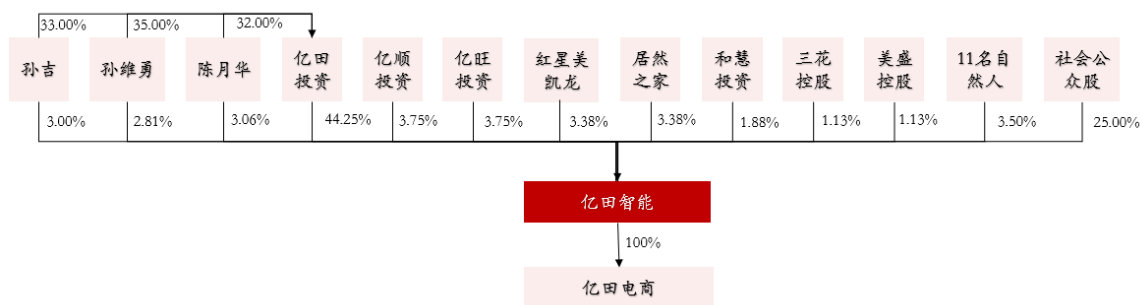 33.00% 35.00% 32.00%
孙吉 孙维勇 陈月华 亿田投资 亿顺投资 亿旺投资 红星美凯龙 居然之家 和慧投资 三花控股 美盛控股 11名自然人 社会公众股
3.00% 2.81% 3.06% 44.25% 3.75% 3.75% 3.38% 3.38% 1.88% 1.13% 1.13% 3.50% 25.00%
亿田智能
100%
亿田电商